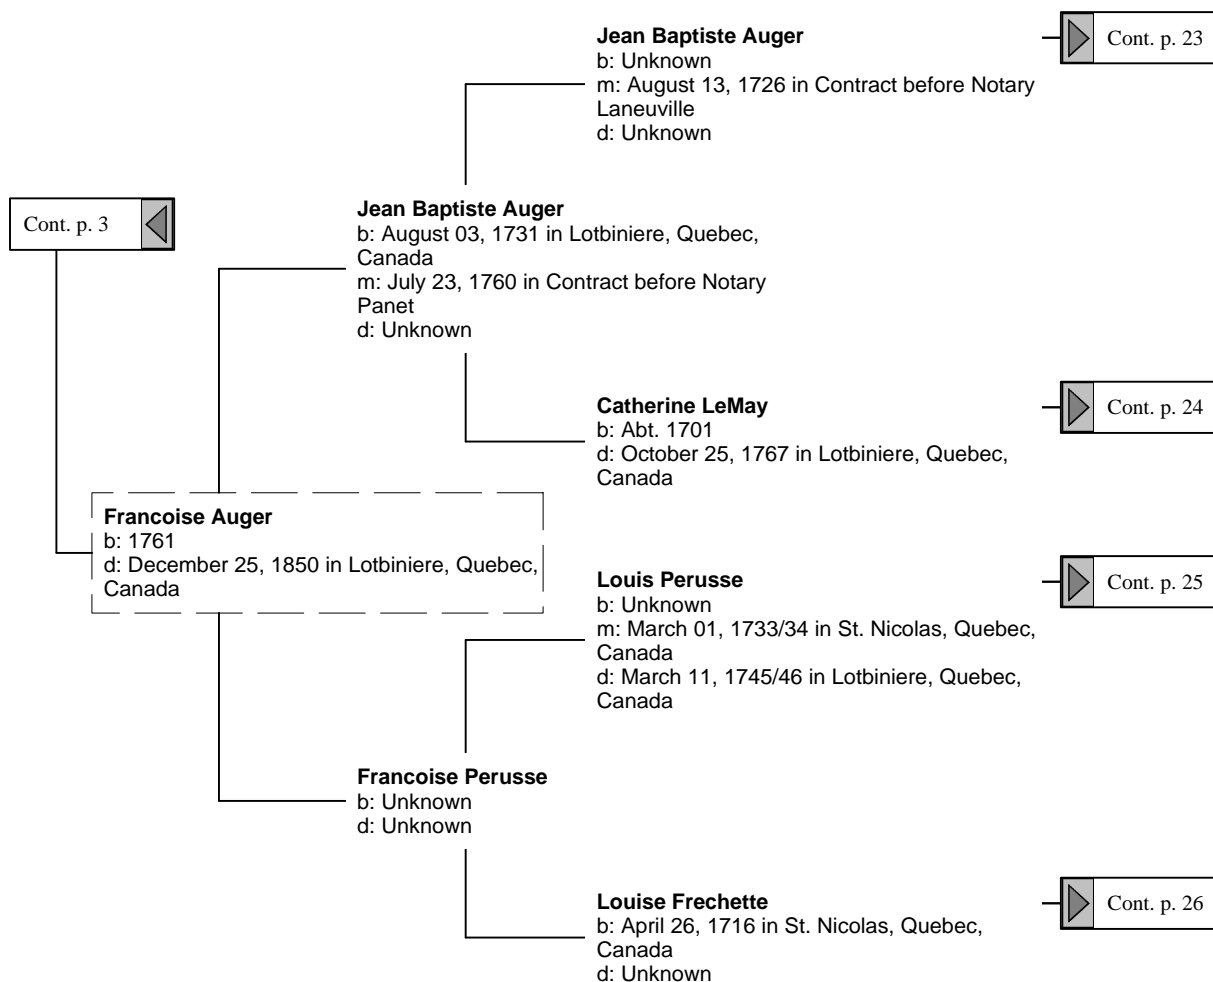 Jean Baptiste Auger
b: Unknown
m: August 13, 1726 in Contract before Notary
Laneuville
d: Unknown
Cont. p. 23
Cont. p. 3
Jean Baptiste Auger
b: August 03, 1731 in Lotbiniere, Quebec,
Canada
m: July 23, 1760 in Contract before Notary
Panet
d: Unknown
Catherine LeMay
b: Abt. 1701
d: October 25, 1767 in Lotbiniere, Quebec,
Canada
Cont. p. 24
Francoise Auger
b: 1761
d: December 25, 1850 in Lotbiniere, Quebec,
Canada
Louis Perusse
b: Unknown
m: March 01, 1733/34 in St. Nicolas, Quebec,
Canada
d: March 11, 1745/46 in Lotbiniere, Quebec,
Canada
Cont. p. 25
Francoise Perusse
b: Unknown
d: Unknown
Louise Frechette
b: April 26, 1716 in St. Nicolas, Quebec,
Canada
d: Unknown
Cont. p. 26